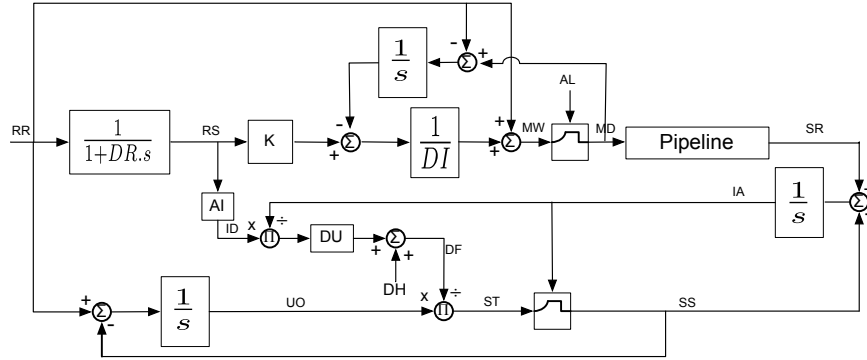 1
s
AL
RR
1
1+DR.s
RS
K
1
DI
MW
MD
Pipeline
SR
AI
ID
x
÷
Π
DU
Σ
DH
DF
IA
1
s
Σ
-
+
Σ
-
+
Σ
+
+
Σ
+
+
+
-
Σ
1
s
UO
x
÷
Π
ST
SS